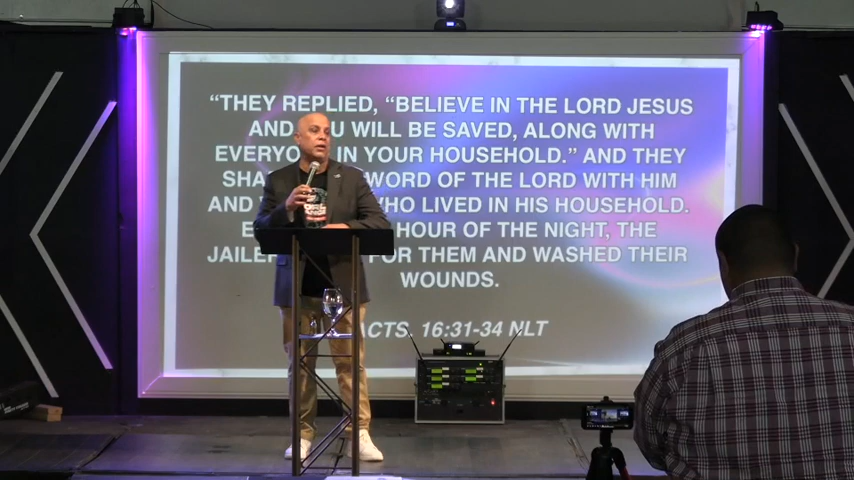 “THEY REPLIED, “BELIEVE IN THE LORD JESUS
AND YOU WILL BE SAVED, ALONG WITH
EVERYONE IN YOUR HOUSEHOLD.” AND THEY
WORD OF THE LORD WITH HIM
AND WHO LIVED IN HIS HOUSEHOLD.
HOUR OF THE NIGHT, THE
JAILER FOR THEM AND WASHED THEIR
WOUNDS.
ACTS. 16:31-34 NLT